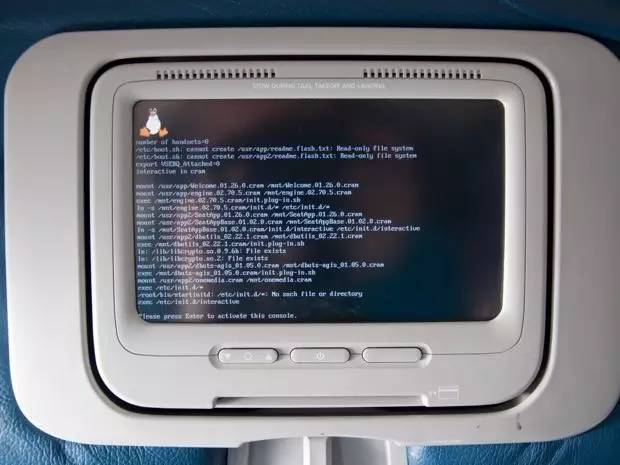 STOW DURING TAXI, TAKEOFF AND LANDING
number of handsets=0
/etc/boot.sh: cannot create /usr/app/readme.flash.txt: Read-only file system
/etc/boot.sh: cannot create /usr/app2/readme.flash.txt: Read-only file system
export VSEBQ_Attached=0
interactive in cram
mount /usr/app/Welcome.01.26.0.cram /mnt/Welcome.01.26.0.cram
mount /usr/app/engine.02.70.5.cram /mnt/engine.02.70.5.cram
exec /mnt/engine.02.70.5.cram/init.plug-in.sh
ln -s /mnt/engine.02.70.5.cram/init.d/* /etc/init.d/*
mount /usr/app2/SeatApp.01.26.0.cram /mnt/SeatApp.01.26.0.cram
mount /usr/app2/SeatAppBase.01.02.0.cram /mnt/SeatAppBase.01.02.0.cram
ln -s /mnt/SeatAppBase.01.02.0.cram/init.d/interactive /etc/init.d/interactive
mount /usr/app2/dbutils_02.22.1.cram /mnt/dbutils_02.22.1.cram
exec /mnt/dbutils_02.22.1.cram/init.plug-in.sh
ln: /lib/libcrypto.so.0.9.6b: File exists
ln: /lib/libcrypto.so.2: File exists
mount /usr/app2/dbots-agis_01.05.0.cram /mnt/dbots-agis_01.05.0.cram
exec /mnt/dbots-agis_01.05.0.cram/init.plug-in.sh
mount /usr/app2/onemedia.cram /mnt/onemedia.cram
exec /etc/init.d/*
/root/bin/startinitd: /etc/init.d/*: No such file or directory
exec /etc/init.d/interactive
Please press Enter to activate this console.